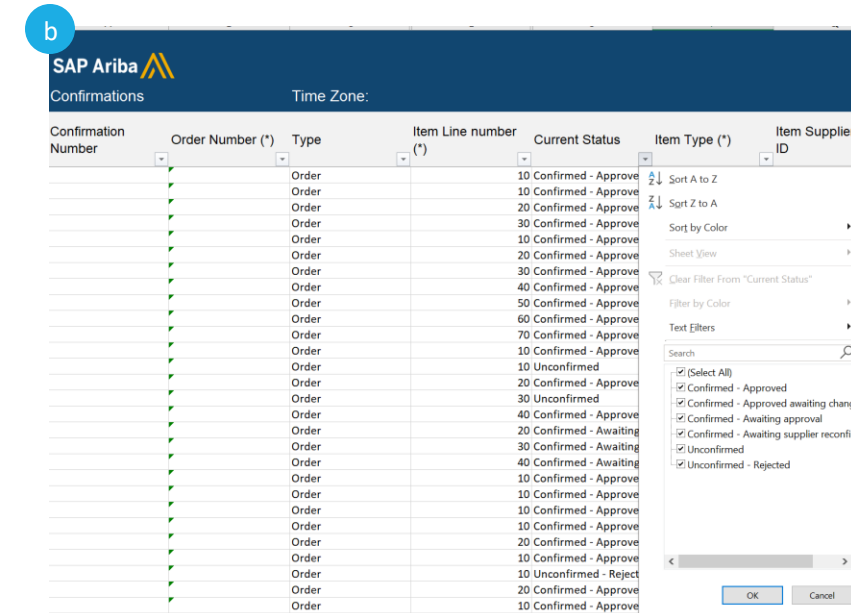 b
SAP Ariba
Confirmations Time Zone:
Confirmation Number Order Number (*) Type Item Line number (*) Current Status Item Type (*) Item Supplie ID
Order 10 Confirmed - Approve
Order 10 Confirmed - Approve
Order 20 Confirmed - Approve
Order 30 Confirmed - Approve
Order 10 Confirmed - Approve
Order 20 Confirmed - Approve
Order 30 Confirmed - Approve
Order 40 Confirmed - Approve
Order 50 Confirmed - Approve
Order 60 Confirmed - Approve
Order 70 Confirmed - Approve
Order 10 Confirmed - Approve
Order 10 Unconfirmed
Order 20 Confirmed - Approve
Order 30 Unconfirmed
Order 40 Confirmed - Approve
Order 20 Confirmed - Awaiting
Order 30 Confirmed - Awaiting
Order 40 Confirmed - Awaiting
Order 10 Confirmed - Approve
Order 10 Confirmed - Approve
Order 10 Confirmed - Approve
Order 10 Confirmed - Approve
Order 20 Confirmed - Approve
Order 10 Confirmed - Approve
Order 10 Unconfirmed - Reject
Order 20 Confirmed - Approve
Order 10 Confirmed - Approve
Sort A to Z
Sort Z to A
Sort by Color
Sheet View
Clear Filter From "Current Status"
Filter by Color
Text Filters
Search
(Select All)
Confirmed - Approved
Confirmed - Approved awaiting chang
Confirmed - Awaiting approval
Confirmed - Awaiting supplier reconfi
Unconfirmed
Unconfirmed - Rejected
OK Cancel